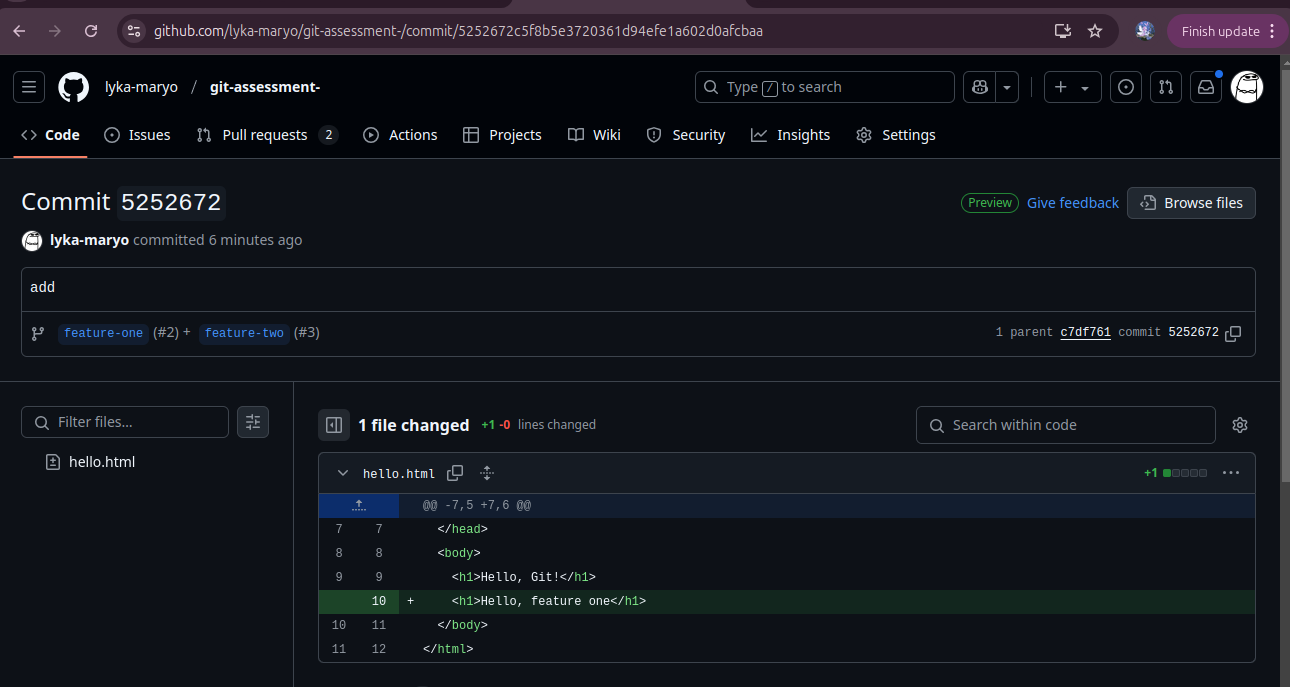 github.com/lyka-maryo/git-assessment-/commit/5252672c5f8b5e3720361d94efe1a602d0afcbaa
Finish update
lyka-maryo / git-assessment-
Type / to search
Code Issues Pull requests 2 Actions Projects Wiki Security Insights Settings
Commit 5252672
Preview Give feedback Browse files
lyka-maryo committed 6 minutes ago
add
feature-one (#2) + feature-two (#3)
1 parent c7df761 commit 5252672
Filter files...
1 file changed +1 -0 lines changed
Search within code
hello.html
hello.html
+1
@@ -7,5 +7,6 @@
7 7 </head>
8 8 <body>
9 9 <h1>Hello, Git!</h1>
10 + <h1>Hello, feature one</h1>
10 11 </body>
11 12 </html>